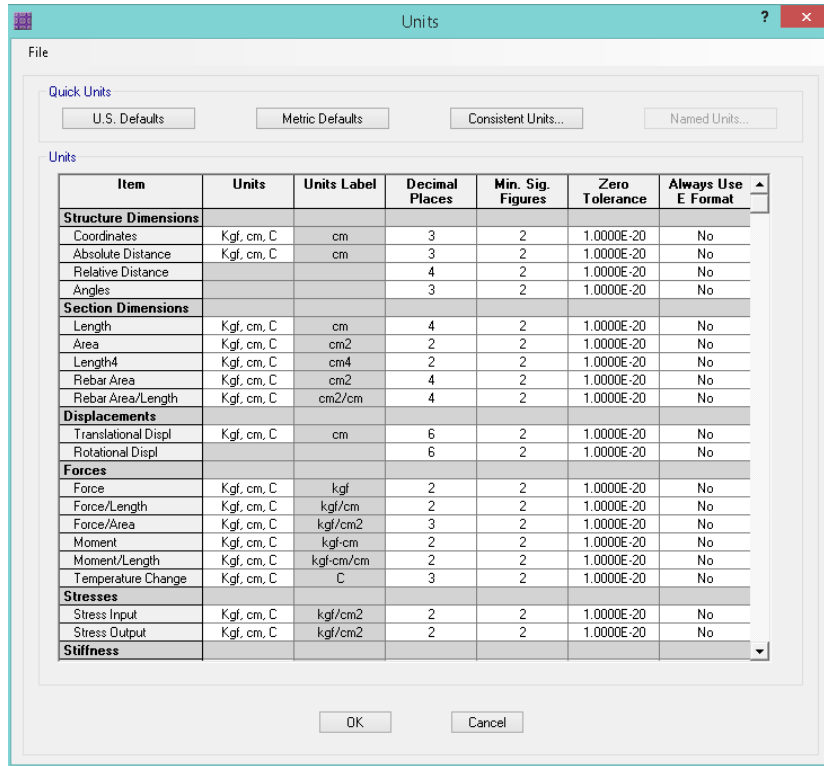 Units
?
×
File
Quick Units
U.S. Defaults Metric Defaults Consistent Units... Named Units...
Units
Item Units Units Label Decimal Places Min. Sig. Figures Zero Tolerance Always Use E Format
Structure Dimensions
Coordinates Kgf, cm, C cm 3 2 1.0000E-20 No
Absolute Distance Kgf, cm, C cm 3 2 1.0000E-20 No
Relative Distance 4 2 1.0000E-20 No
Angles 3 2 1.0000E-20 No
Section Dimensions
Length Kgf, cm, C cm 4 2 1.0000E-20 No
Area Kgf, cm, C cm2 2 2 1.0000E-20 No
Length4 Kgf, cm, C cm4 2 2 1.0000E-20 No
Rebar Area Kgf, cm, C cm2 4 2 1.0000E-20 No
Rebar Area/Length Kgf, cm, C cm2/cm 4 2 1.0000E-20 No
Displacements
Translational Displ Kgf, cm, C cm 6 2 1.0000E-20 No
Rotational Displ 6 2 1.0000E-20 No
Forces
Force Kgf, cm, C kgf 2 2 1.0000E-20 No
Force/Length Kgf, cm, C kgf/cm 2 2 1.0000E-20 No
Force/Area Kgf, cm, C kgf/cm2 3 2 1.0000E-20 No
Moment Kgf, cm, C kgf-cm 2 2 1.0000E-20 No
Moment/Length Kgf, cm, C kgf-cm/cm 2 2 1.0000E-20 No
Temperature Change Kgf, cm, C C 3 2 1.0000E-20 No
Stresses
Stress Input Kgf, cm, C kgf/cm2 2 2 1.0000E-20 No
Stress Output Kgf, cm, C kgf/cm2 2 2 1.0000E-20 No
Stiffness
OK Cancel